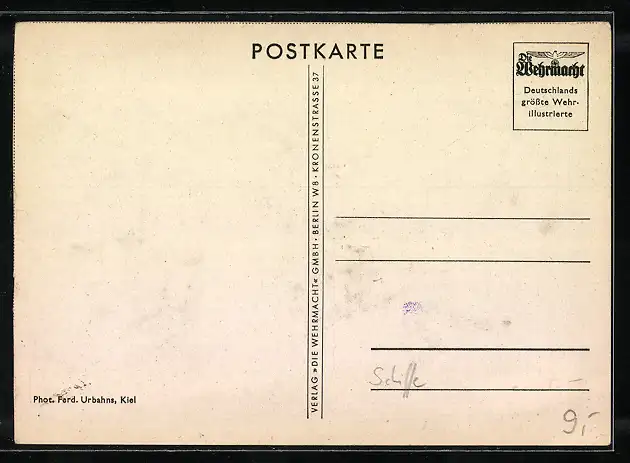 POSTKARTE
Die
Wehrmacht
Deutschlands
größte Wehr-
illustrierte
VERLAG »DIE WEHRMACHT« GMBH · BERLIN W8 · KRONENSTRASSE 37
Schiffe
Phot. Ferd. Urbahns, Kiel
9,-